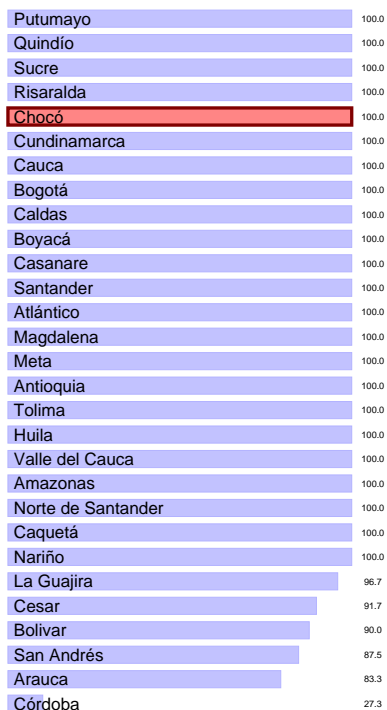 Putumayo 100.0
Quindío 100.0
Sucre 100.0
Risaralda 100.0
Chocó 100.0
Cundinamarca 100.0
Cauca 100.0
Bogotá 100.0
Caldas 100.0
Boyacá 100.0
Casanare 100.0
Santander 100.0
Atlántico 100.0
Magdalena 100.0
Meta 100.0
Antioquia 100.0
Tolima 100.0
Huila 100.0
Valle del Cauca 100.0
Amazonas 100.0
Norte de Santander 100.0
Caquetá 100.0
Nariño 100.0
La Guajira 96.7
Cesar 91.7
Bolivar 90.0
San Andrés 87.5
Arauca 83.3
Córdoba 27.3